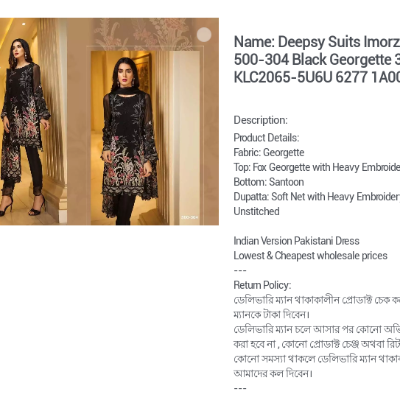 Name: Deepsy Suits Imorz
500-304 Black Georgette 3
KLC2065-5U6U 6277 1A00
Description:
Product Details:
Fabric: Georgette
Top: Fox Georgette with Heavy Embroide
Bottom: Santoon
Dupatta: Soft Net with Heavy Embroider
Unstitched
Indian Version Pakistani Dress
Lowest & Cheapest wholesale prices
---
Return Policy:
ডেলিভারি ম্যান থাকাকালীন প্রোডাক্ট চেক ক
ম্যানকে টাকা দিবেন।
ডেলিভারি ম্যান চলে আসার পর কোনো অভি
করা হবে না , কোনো প্রোডাক্ট চেঞ্জ অথবা রিট
কোনো সমস্যা থাকলে ডেলিভারি ম্যান থাকা
আমাদের কল দিবেন।
---